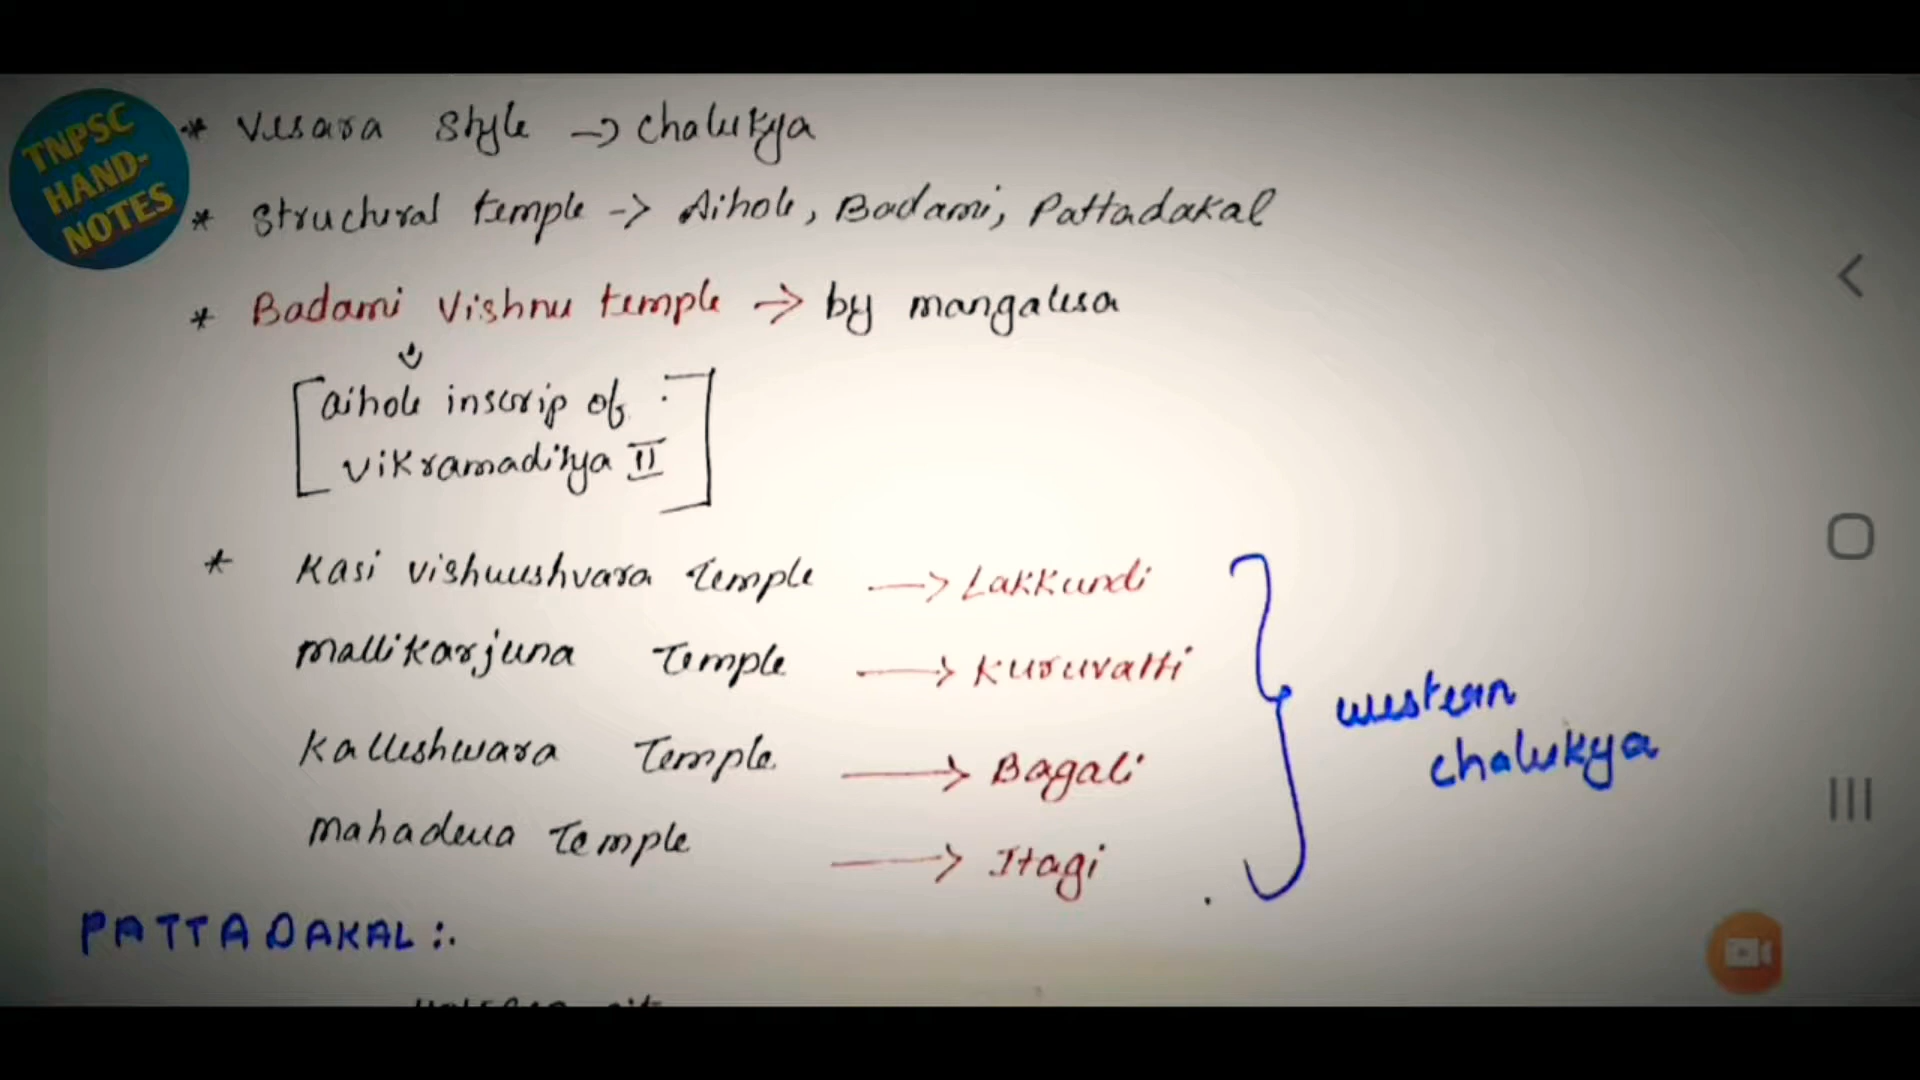 TNPSC
HAND-
NOTES
* Vesara style -> chalukya
* Structural temple -> Aihole, Badami, Pattadakal
* Badami Vishnu temple -> by mangalesa
[aihole inscrip of
vikramaditya II]
* Kasi vishweshvara Temple -> Lakkundi
mallikarjuna Temple -> Kuruvatti
Kalleshwara Temple -> Bagali
mahadeva Temple -> Itagi
western
chalukya
PATTADAKAL :.